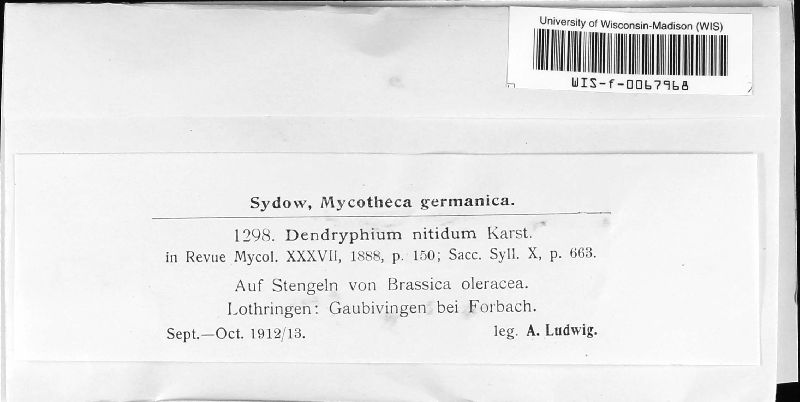 University of Wisconsin-Madison (WIS)
WIS-f-0067968
Sydow, Mycotheca germanica.
1298. Dendryphium nitidum Karst.
in Revue Mycol. XXXVII, 1888, p. 150; Sacc. Syll. X, p. 663.
Auf Stengeln von Brassica oleracea.
Lothringen: Gaubivingen bei Forbach.
Sept.—Oct. 1912/13. leg. A. Ludwig.